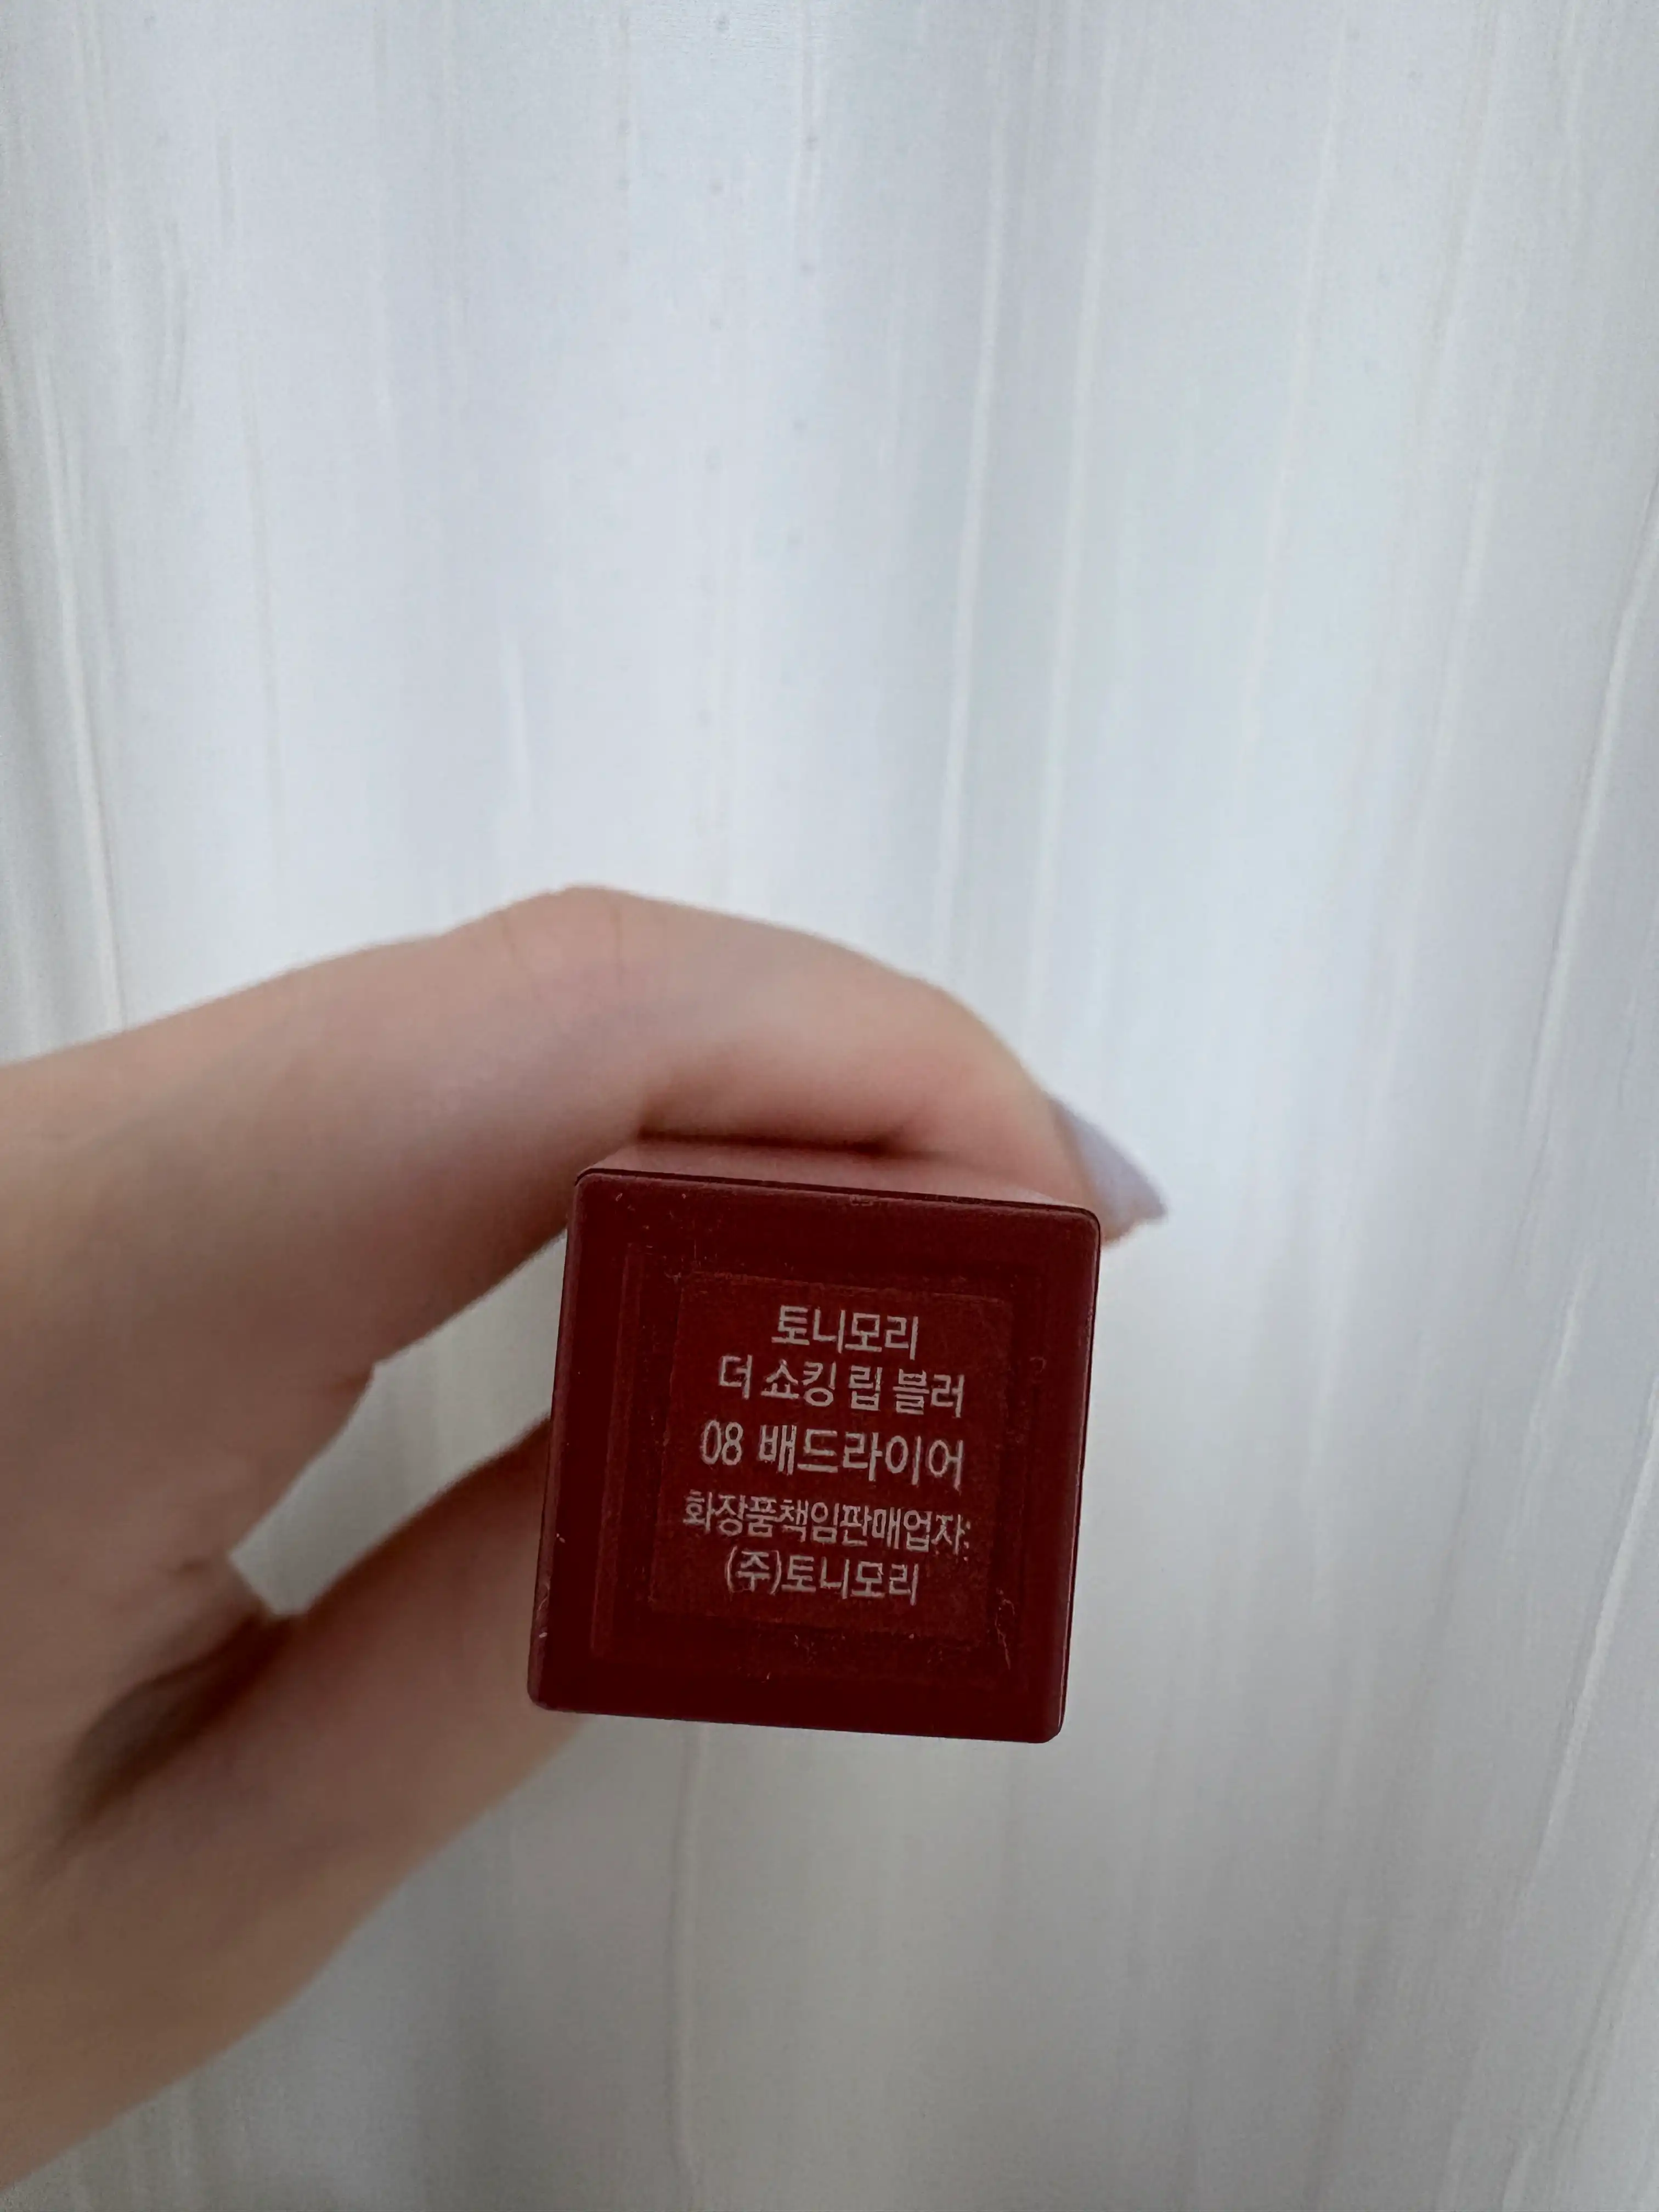 토니모리
더 쇼킹 립 블러
08 배드라이어
화장품책임판매업자:
(주)토니모리